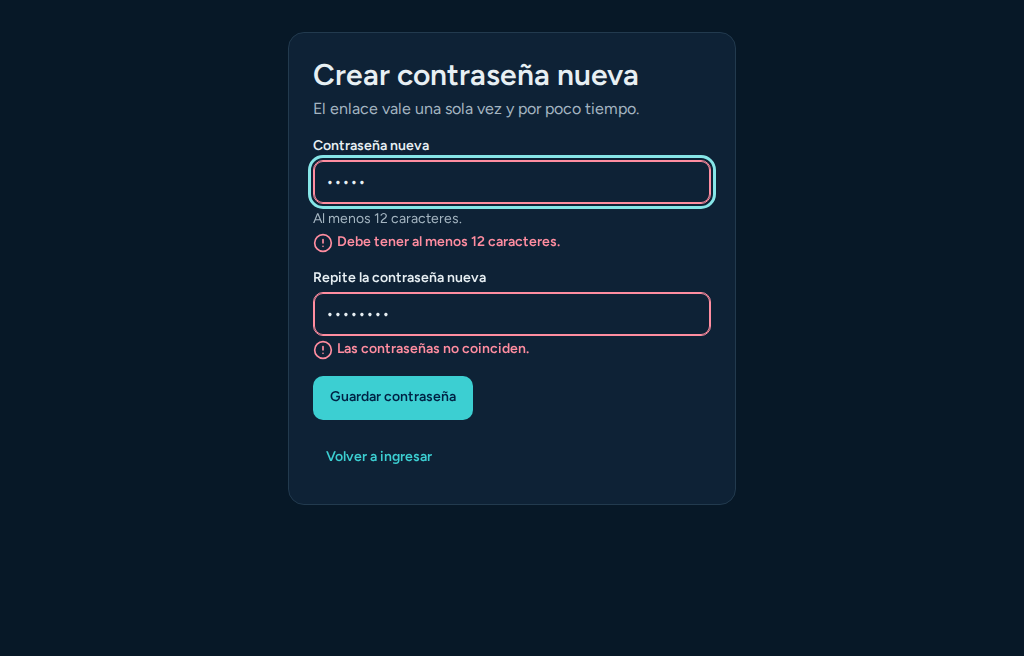 Crear contraseña nueva
El enlace vale una sola vez y por poco tiempo.
Contraseña nueva
•••••
Al menos 12 caracteres.
Debe tener al menos 12 caracteres.
Repite la contraseña nueva
••••••••
Las contraseñas no coinciden.
Guardar contraseña
Volver a ingresar